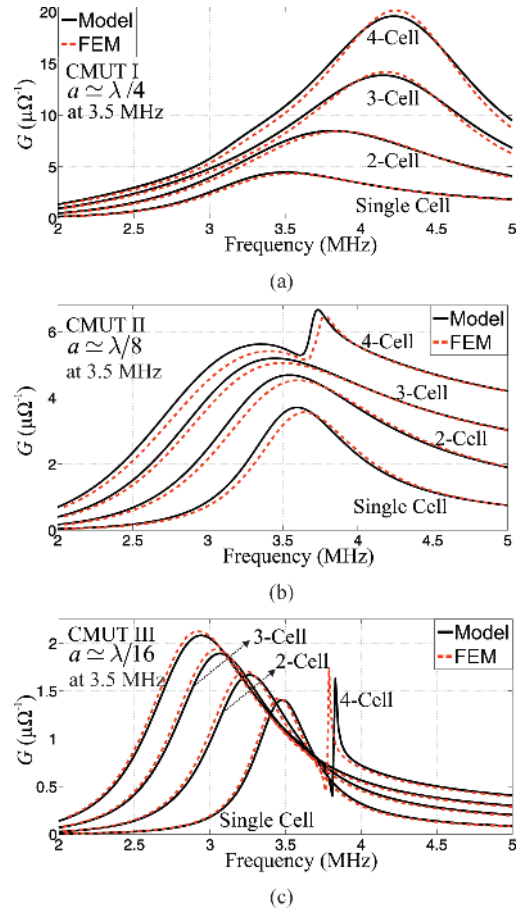 20
Model
FEM
CMUT I
a ≃ λ/4
at 3.5 MHz
4-Cell
15
3-Cell
10
2-Cell
5
Single Cell
0
G (μΩ⁻¹)
2 2.5 3 3.5 4 4.5 5
Frequency (MHz)
(a)
CMUT II
a ≃ λ/8
at 3.5 MHz
Model
FEM
6
4-Cell
4
3-Cell
2-Cell
2
Single Cell
0
G (μΩ⁻¹)
2 2.5 3 3.5 4 4.5 5
Frequency (MHz)
(b)
CMUT III
a ≃ λ/16
at 3.5 MHz
Model
FEM
2
3-Cell
2-Cell
1.5
4-Cell
1
0.5
Single Cell
0
G (μΩ⁻¹)
2 2.5 3 3.5 4 4.5 5
Frequency (MHz)
(c)